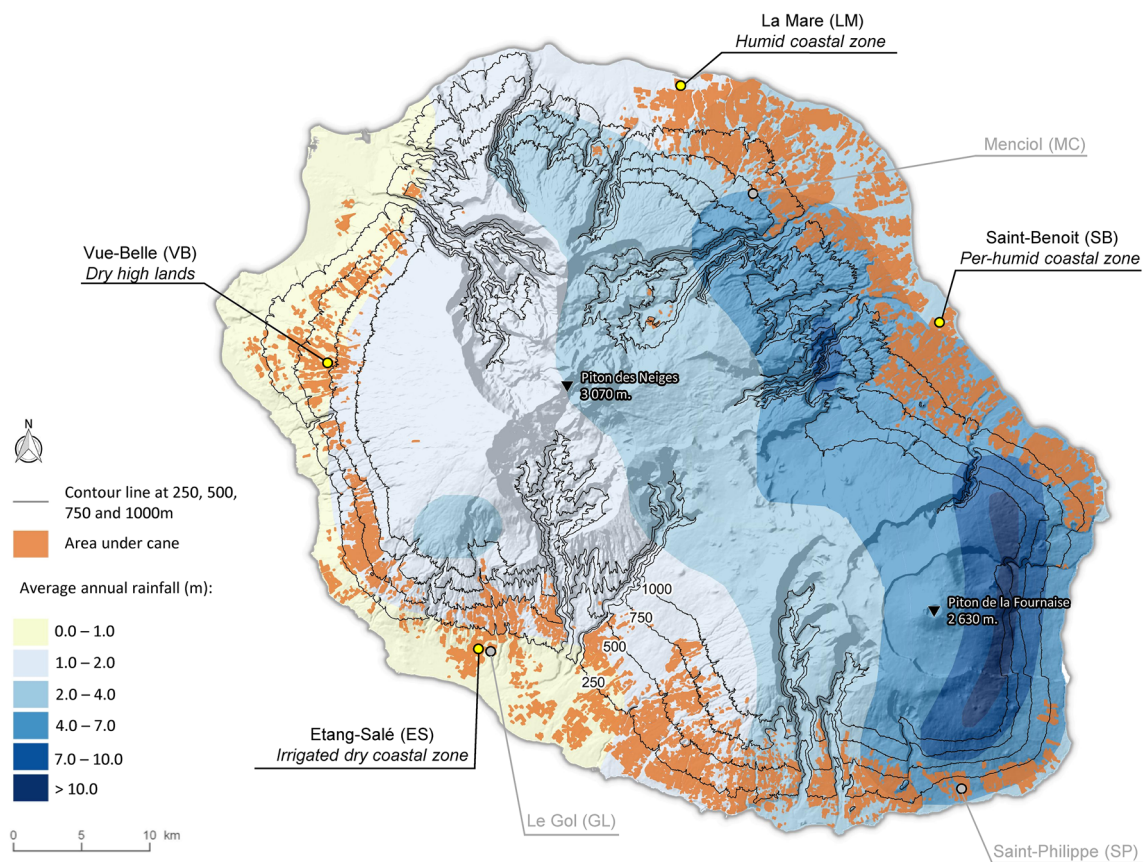 La Mare (LM)
Humid coastal zone
Menciol (MC)
Saint-Benoit (SB)
Per-humid coastal zone
Vue-Belle (VB)
Dry high lands
Piton des Neiges
3 070 m.
N
Contour line at 250, 500,
750 and 1000m
Area under cane
Average annual rainfall (m):
0.0 – 1.0
1.0 – 2.0
2.0 – 4.0
4.0 – 7.0
7.0 – 10.0
> 10.0
1000
750
500
250
Piton de la Fournaise
2 630 m.
Etang-Salé (ES)
Irrigated dry coastal zone
Le Gol (GL)
Saint-Philippe (SP)
0 5 10 km